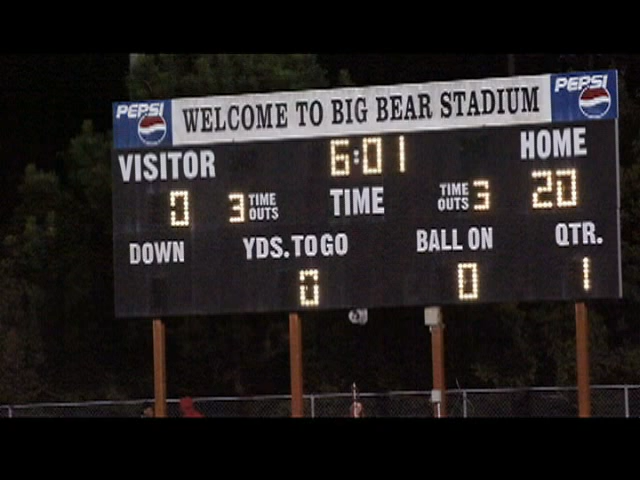 PEPSI WELCOME TO BIG BEAR STADIUM PEPSI
VISITOR 6:01 HOME
0 3 TIME OUTS TIME TIME OUTS 3 20
DOWN YDS. TO GO BALL ON QTR.
0 0 1